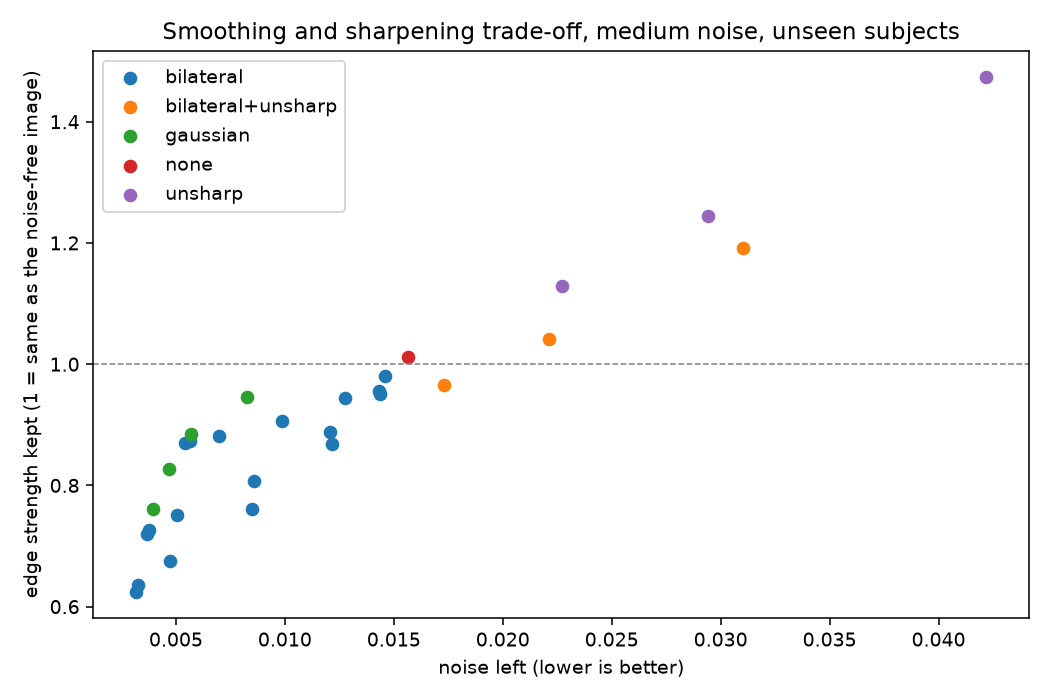 Smoothing and sharpening trade-off, medium noise, unseen subjects
edge strength kept (1 = same as the noise-free image)
bilateral
bilateral+unsharp
gaussian
none
unsharp
1.4
1.2
1.0
0.8
0.6
0.005 0.010 0.015 0.020 0.025 0.030 0.035 0.040
noise left (lower is better)